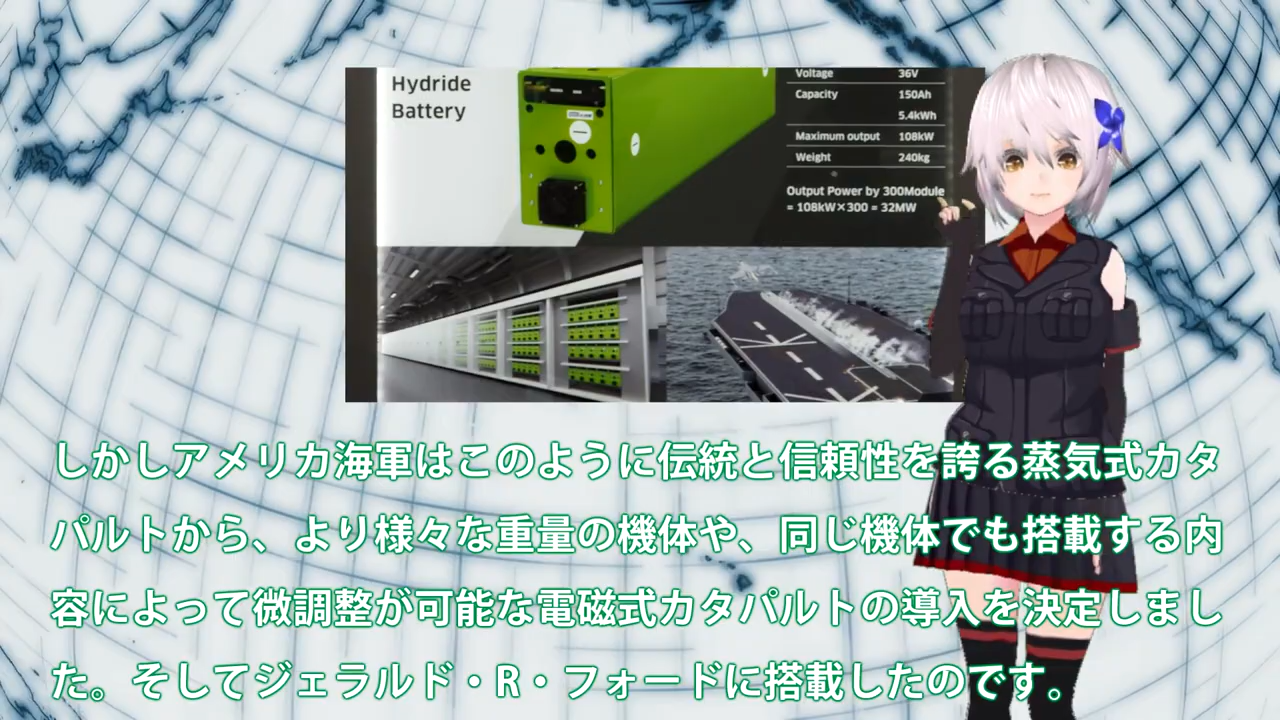 Hydride
Battery
Voltage 36V
Capacity 150Ah
5.4kWh
Maximum output 108kW
Weight 240kg
Output Power by 300Module
= 108kW×300 = 32MW
しかしアメリカ海軍はこのように伝統と信頼性を誇る蒸気式カタ
パルトから、より様々な重量の機体や、同じ機体でも搭載する内
容によって微調整が可能な電磁式カタパルトの導入を決定しまし
た。そしてジェラルド・R・フォードに搭載したのです。